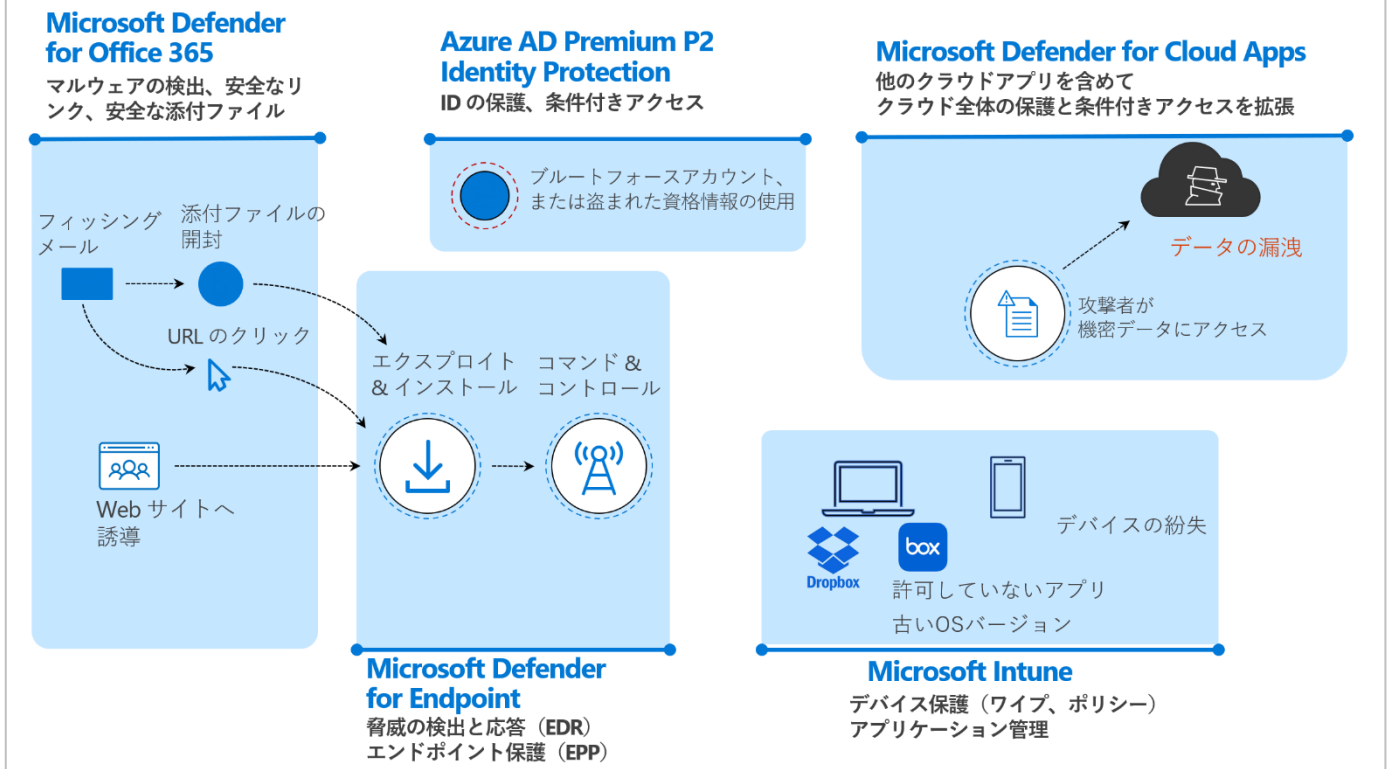 Microsoft Defender
for Office 365
マルウェアの検出、安全なリ
ンク、安全な添付ファイル
フィッシング
メール
添付ファイルの
開封
URL のクリック
Web サイトへ
誘導
Azure AD Premium P2
Identity Protection
ID の保護、条件付きアクセス
ブルートフォースアカウント、
または盗まれた資格情報の使用
エクスプロイト
& インストール
コマンド &
コントロール
Microsoft Defender
for Endpoint
脅威の検出と応答（EDR）
エンドポイント保護（EPP）
Microsoft Defender for Cloud Apps
他のクラウドアプリを含めて
クラウド全体の保護と条件付きアクセスを拡張
データの漏洩
攻撃者が
機密データにアクセス
デバイスの紛失
Dropbox
box
許可していないアプリ
古いOSバージョン
Microsoft Intune
デバイス保護（ワイプ、ポリシー）
アプリケーション管理